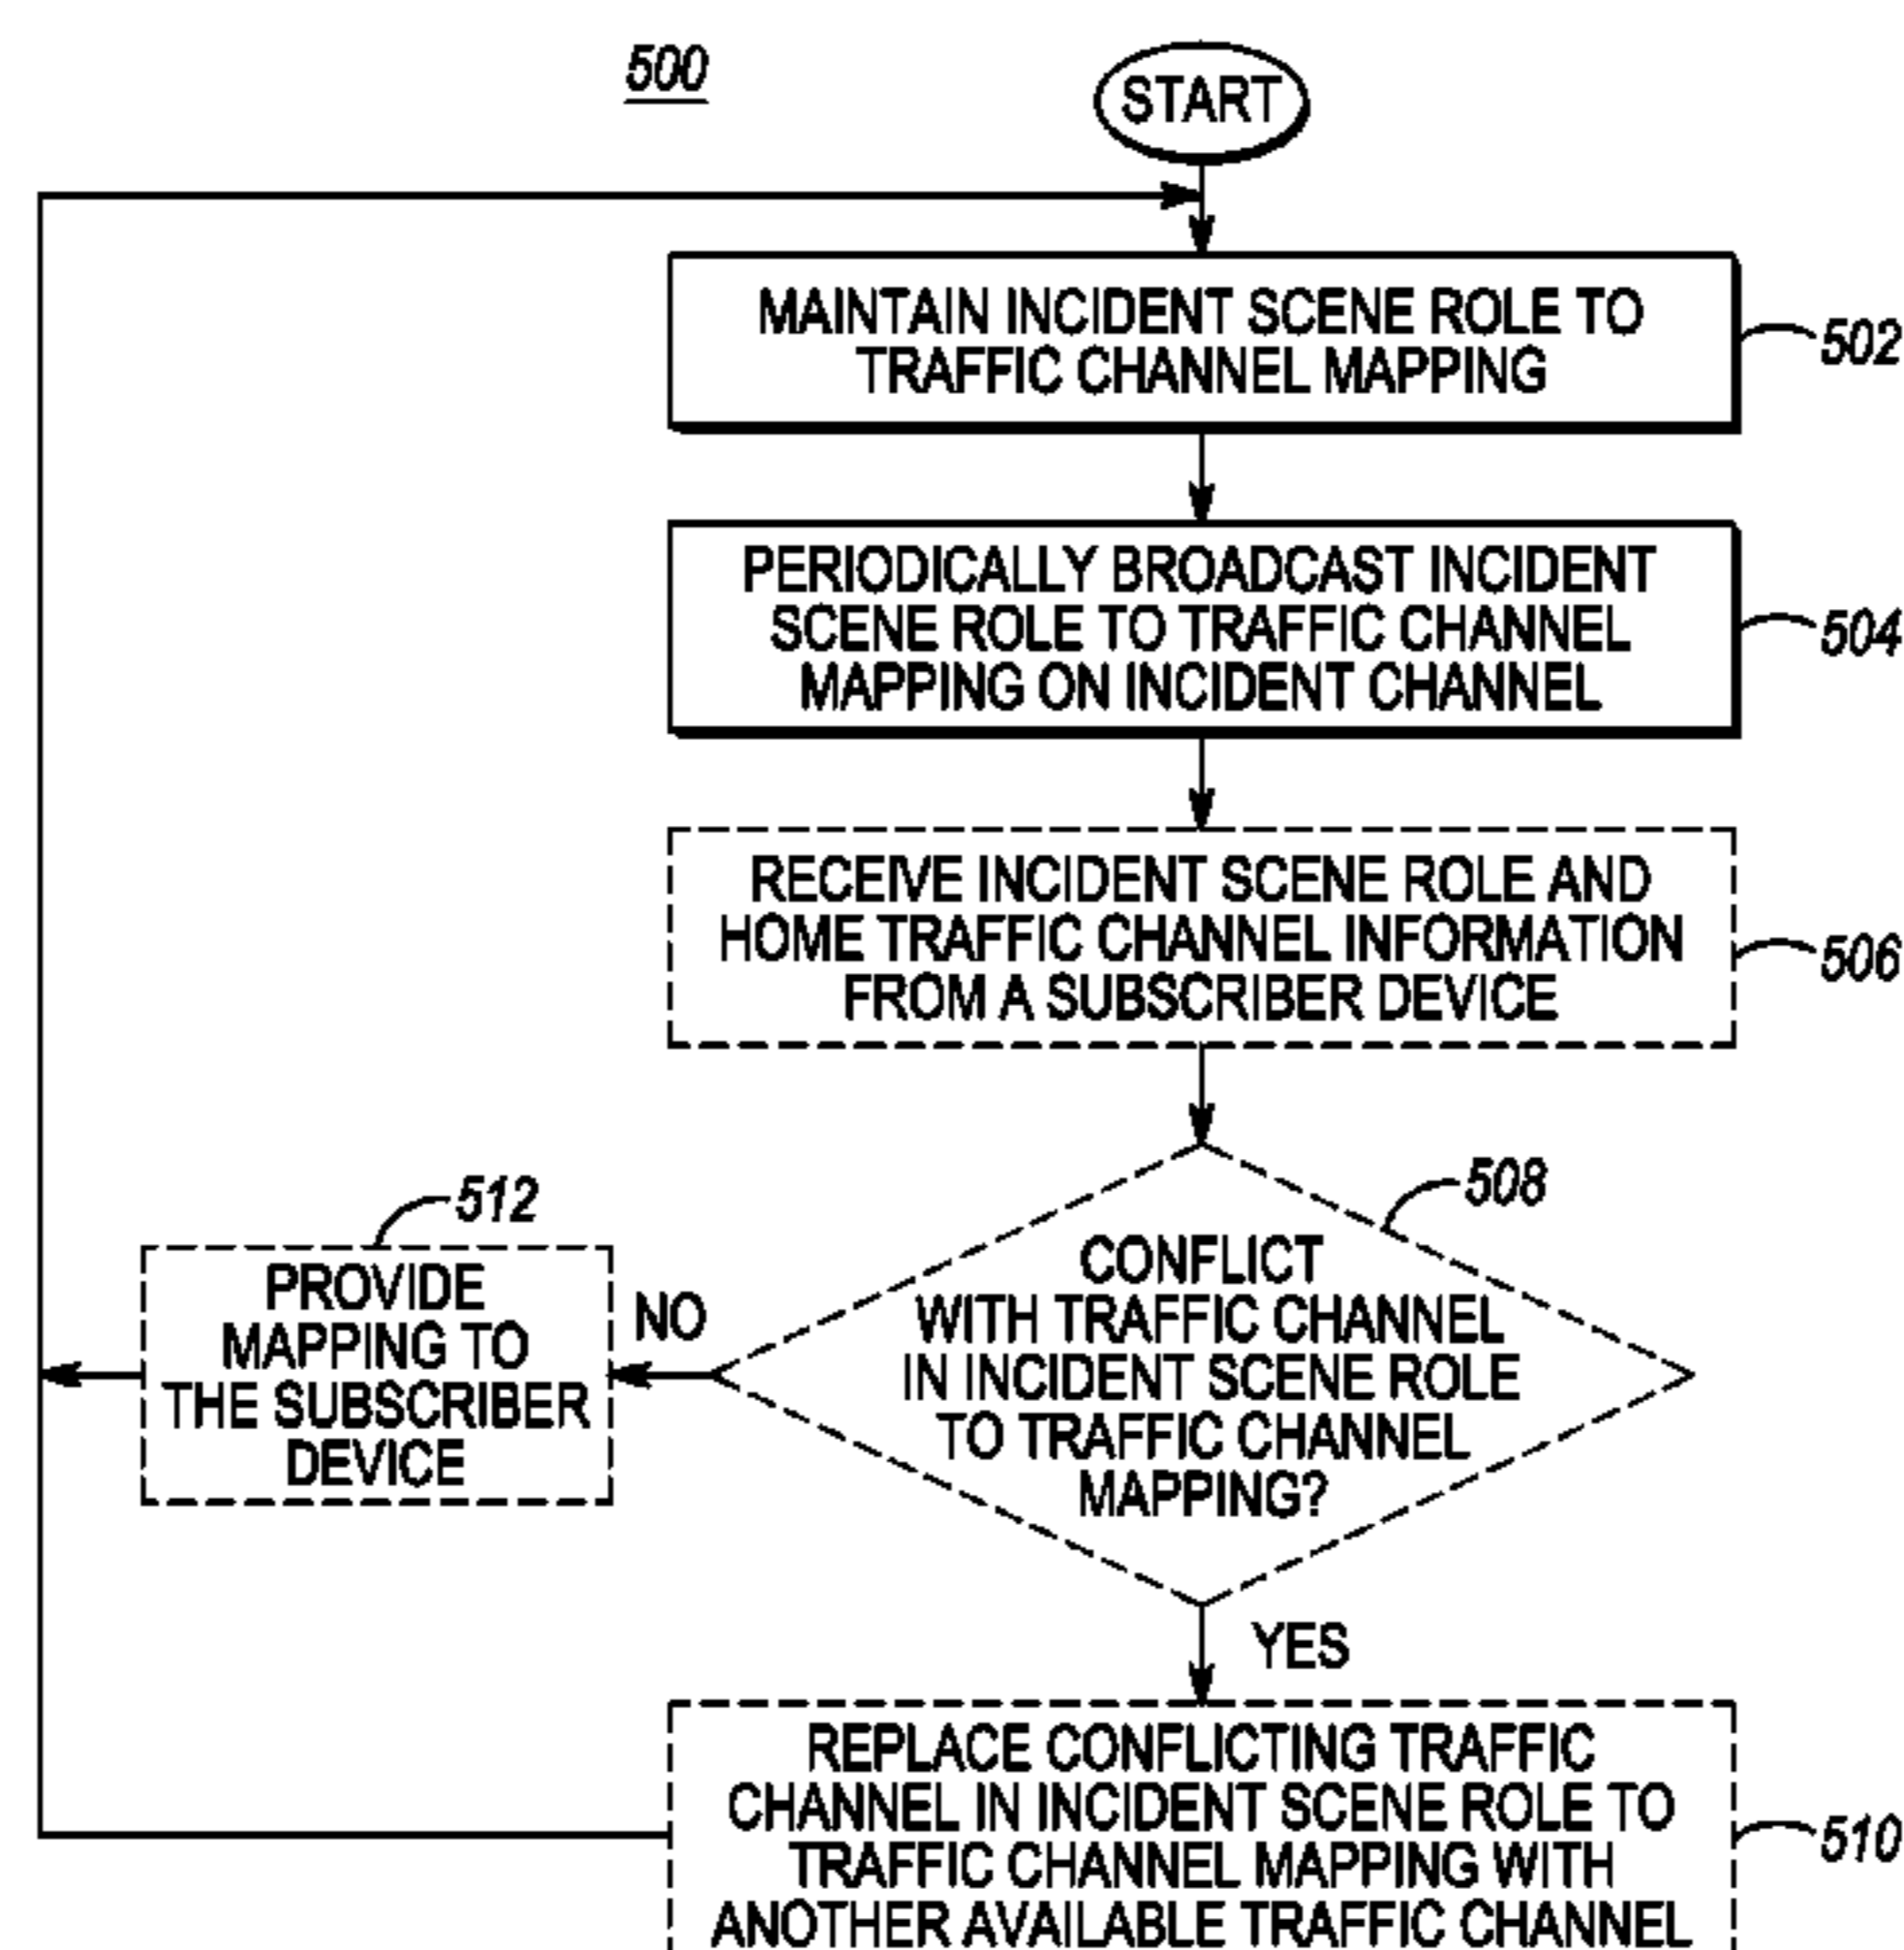 500
START
MAINTAIN INCIDENT SCENE ROLE TO
TRAFFIC CHANNEL MAPPING
502
PERIODICALLY BROADCAST INCIDENT
SCENE ROLE TO TRAFFIC CHANNEL
MAPPING ON INCIDENT CHANNEL
504
RECEIVE INCIDENT SCENE ROLE AND
HOME TRAFFIC CHANNEL INFORMATION
FROM A SUBSCRIBER DEVICE
506
508
CONFLICT
WITH TRAFFIC CHANNEL
IN INCIDENT SCENE ROLE
TO TRAFFIC CHANNEL
MAPPING?
NO
512
PROVIDE
MAPPING TO
THE SUBSCRIBER
DEVICE
YES
REPLACE CONFLICTING TRAFFIC
CHANNEL IN INCIDENT SCENE ROLE TO
TRAFFIC CHANNEL MAPPING WITH
ANOTHER AVAILABLE TRAFFIC CHANNEL
510